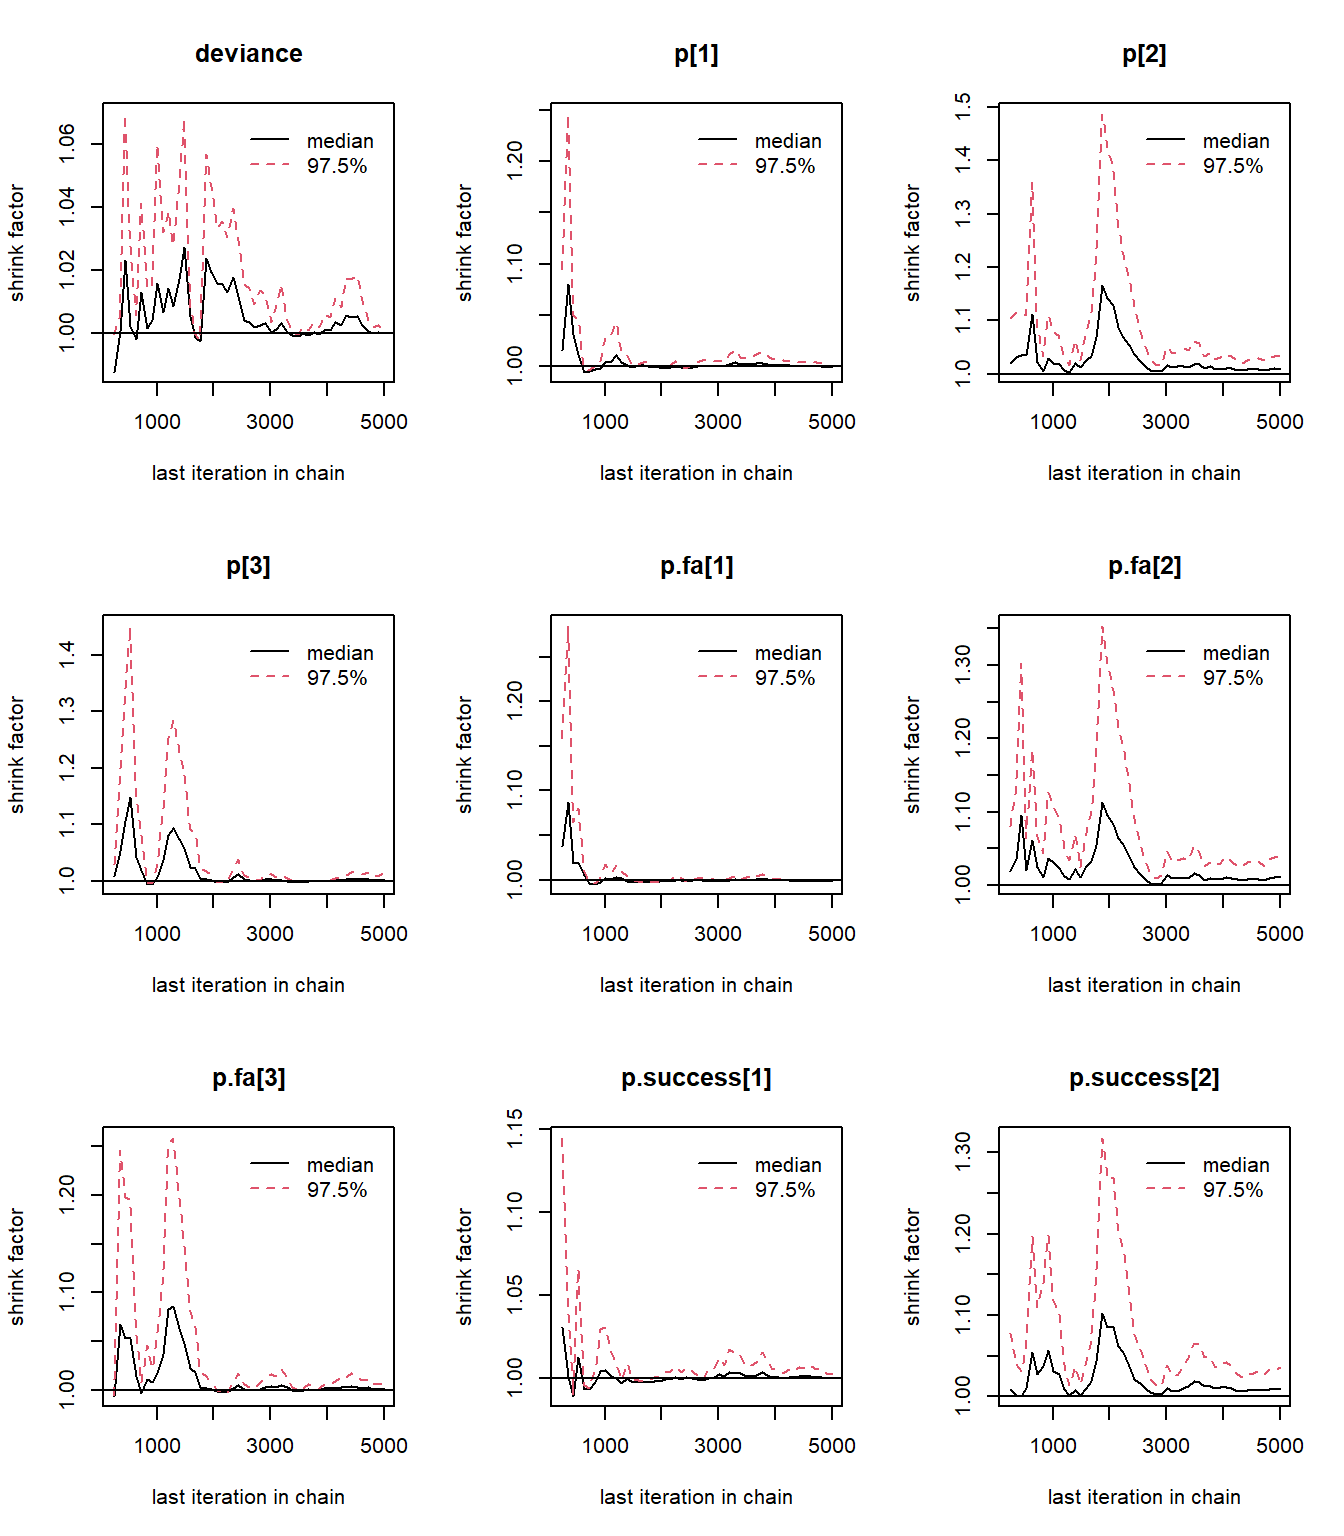 deviance
1.00 1.02 1.04 1.06
shrink factor
median
97.5%
1000 3000 5000
last iteration in chain
p[1]
1.00 1.10 1.20
shrink factor
median
97.5%
1000 3000 5000
last iteration in chain
p[2]
1.0 1.1 1.2 1.3 1.4 1.5
shrink factor
median
97.5%
1000 3000 5000
last iteration in chain
p[3]
1.0 1.1 1.2 1.3 1.4
shrink factor
median
97.5%
1000 3000 5000
last iteration in chain
p.fa[1]
1.00 1.10 1.20
shrink factor
median
97.5%
1000 3000 5000
last iteration in chain
p.fa[2]
1.00 1.10 1.20 1.30
shrink factor
median
97.5%
1000 3000 5000
last iteration in chain
p.fa[3]
1.00 1.10 1.20
shrink factor
median
97.5%
1000 3000 5000
last iteration in chain
p.success[1]
1.00 1.05 1.10 1.15
shrink factor
median
97.5%
1000 3000 5000
last iteration in chain
p.success[2]
1.00 1.10 1.20 1.30
shrink factor
median
97.5%
1000 3000 5000
last iteration in chain